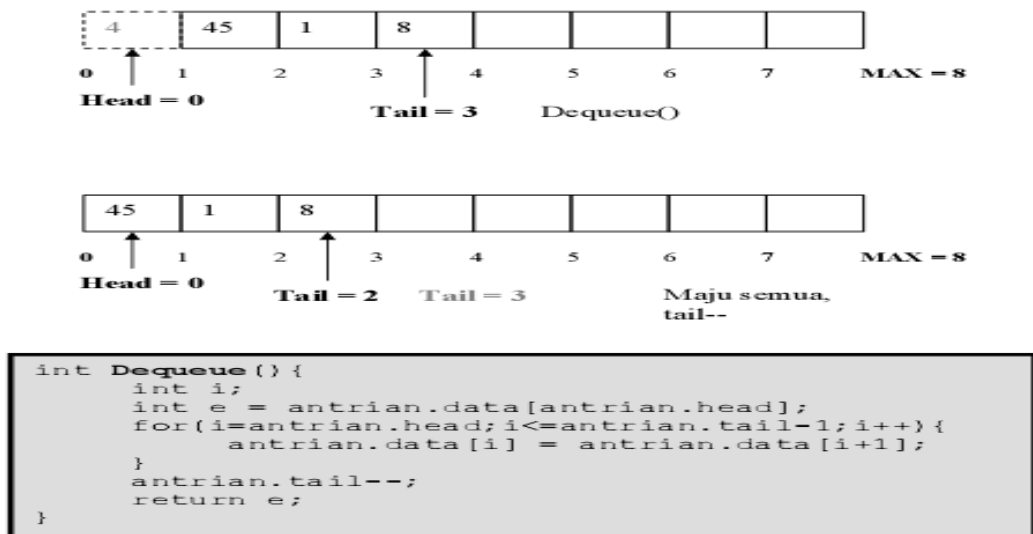 4 45 1 8
0 1 2 3 4 5 6 7 MAX = 8
Head = 0
Tail = 3 Dequeue()
45 1 8
0 1 2 3 4 5 6 7 MAX = 8
Head = 0
Tail = 2 Tail = 3 Maju semua,
tail--
int Dequeue(){
int i;
int e = antrian.data[antrian.head];
for(i=antrian.head;i<=antrian.tail-1;i++){
antrian.data[i] = antrian.data[i+1];
}
antrian.tail--;
return e;
}